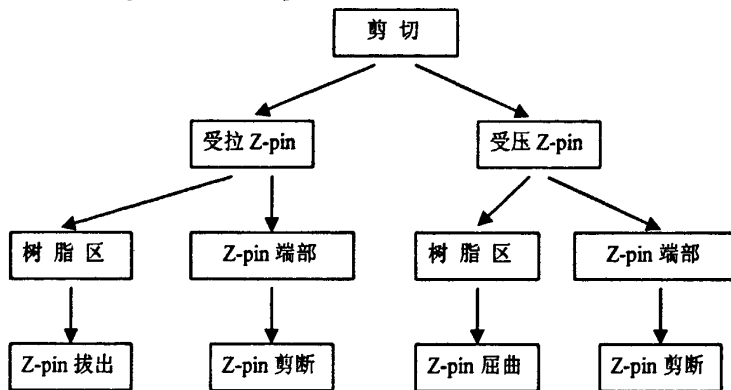 剪 切
受拉 Z-pin 受压 Z-pin
树 脂 区 Z-pin 端部 树 脂 区 Z-pin 端部
Z-pin 拔出 Z-pin 剪断 Z-pin 屈曲 Z-pin 剪断